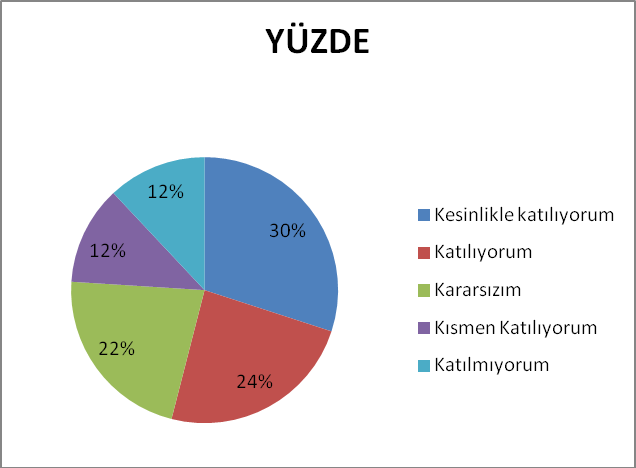 YÜZDE
12%
30%
12%
22%
24%
Kesinlikle katılıyorum
Katılıyorum
Kararsızım
Kısmen Katılıyorum
Katılmıyorum